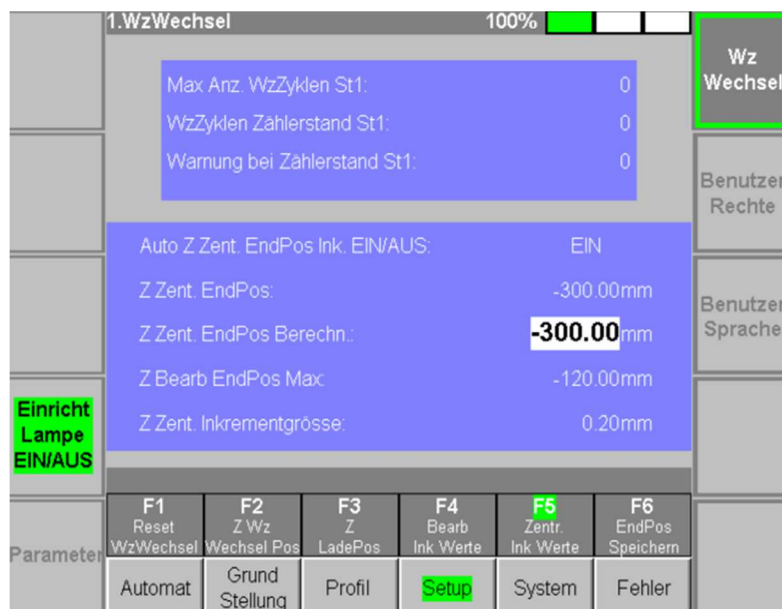 1.WzWechsel 100%
Max Anz. WzZyklen St1: 0
WzZyklen Zählerstand St1: 0
Warnung bei Zählerstand St1: 0
Auto Z Zent. EndPos Ink. EIN/AUS: EIN
Z Zent. EndPos: -300.00mm
Z Zent. EndPos Berechn.: -300.00mm
Z Bearb EndPos Max: -120.00mm
Z Zent. Inkrementgrösse: 0.20mm
Einricht
Lampe
EIN/AUS
Parameter
Wz
Wechsel
Benutzer
Rechte
Benutzer
Sprache
F1
Reset
WzWechsel
F2
Z Wz
Wechsel Pos
F3
Z
LadePos
F4
Bearb
Ink Werte
F5
Zentr.
Ink Werte
F6
EndPos
Speichern
Automat
Grund
Stellung
Profil
Setup
System
Fehler